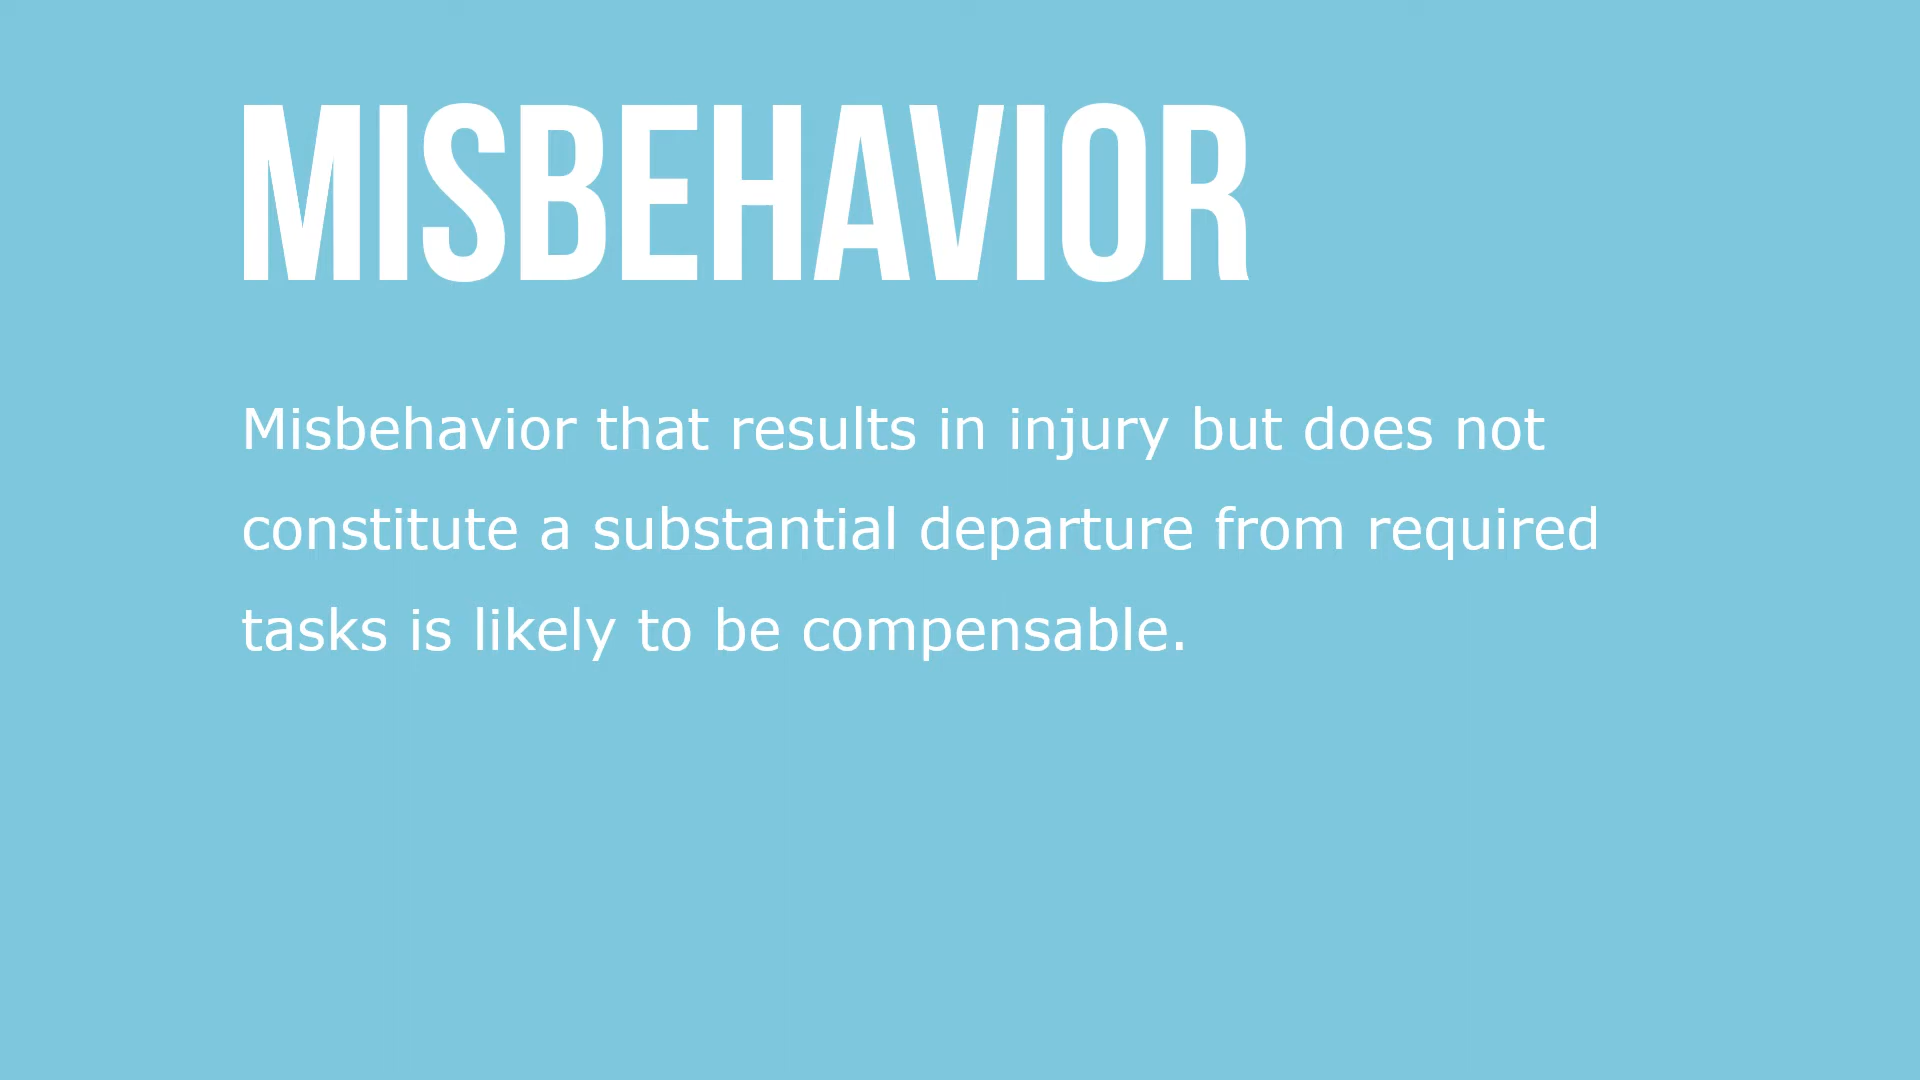 MISBEHAVIOR
Misbehavior that results in injury but does not
constitute a substantial departure from required
tasks is likely to be compensable.